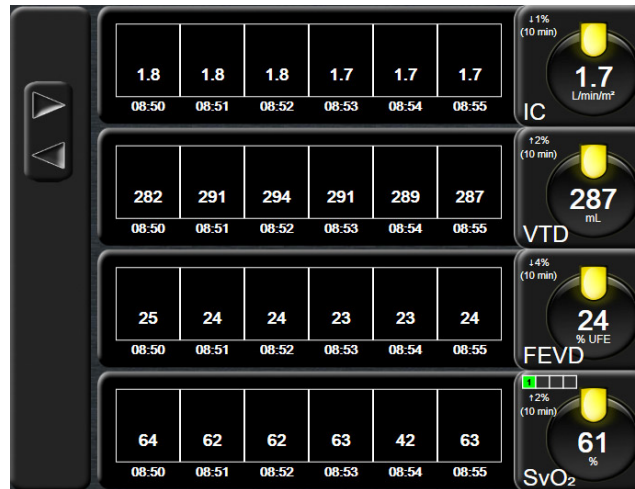 ↓1%
(10 min)
1.8 1.8 1.8 1.7 1.7 1.7
1.7
L/min/m²
08:50 08:51 08:52 08:53 08:54 08:55
IC
↑2%
(10 min)
282 291 294 291 289 287
287
mL
08:50 08:51 08:52 08:53 08:54 08:55
VTD
↓4%
(10 min)
25 24 24 23 23 24
24
% UFE
08:50 08:51 08:52 08:53 08:54 08:55
FEVD
1
↑2%
(10 min)
64 62 62 63 42 63
61
%
08:50 08:51 08:52 08:53 08:54 08:55
SvO₂